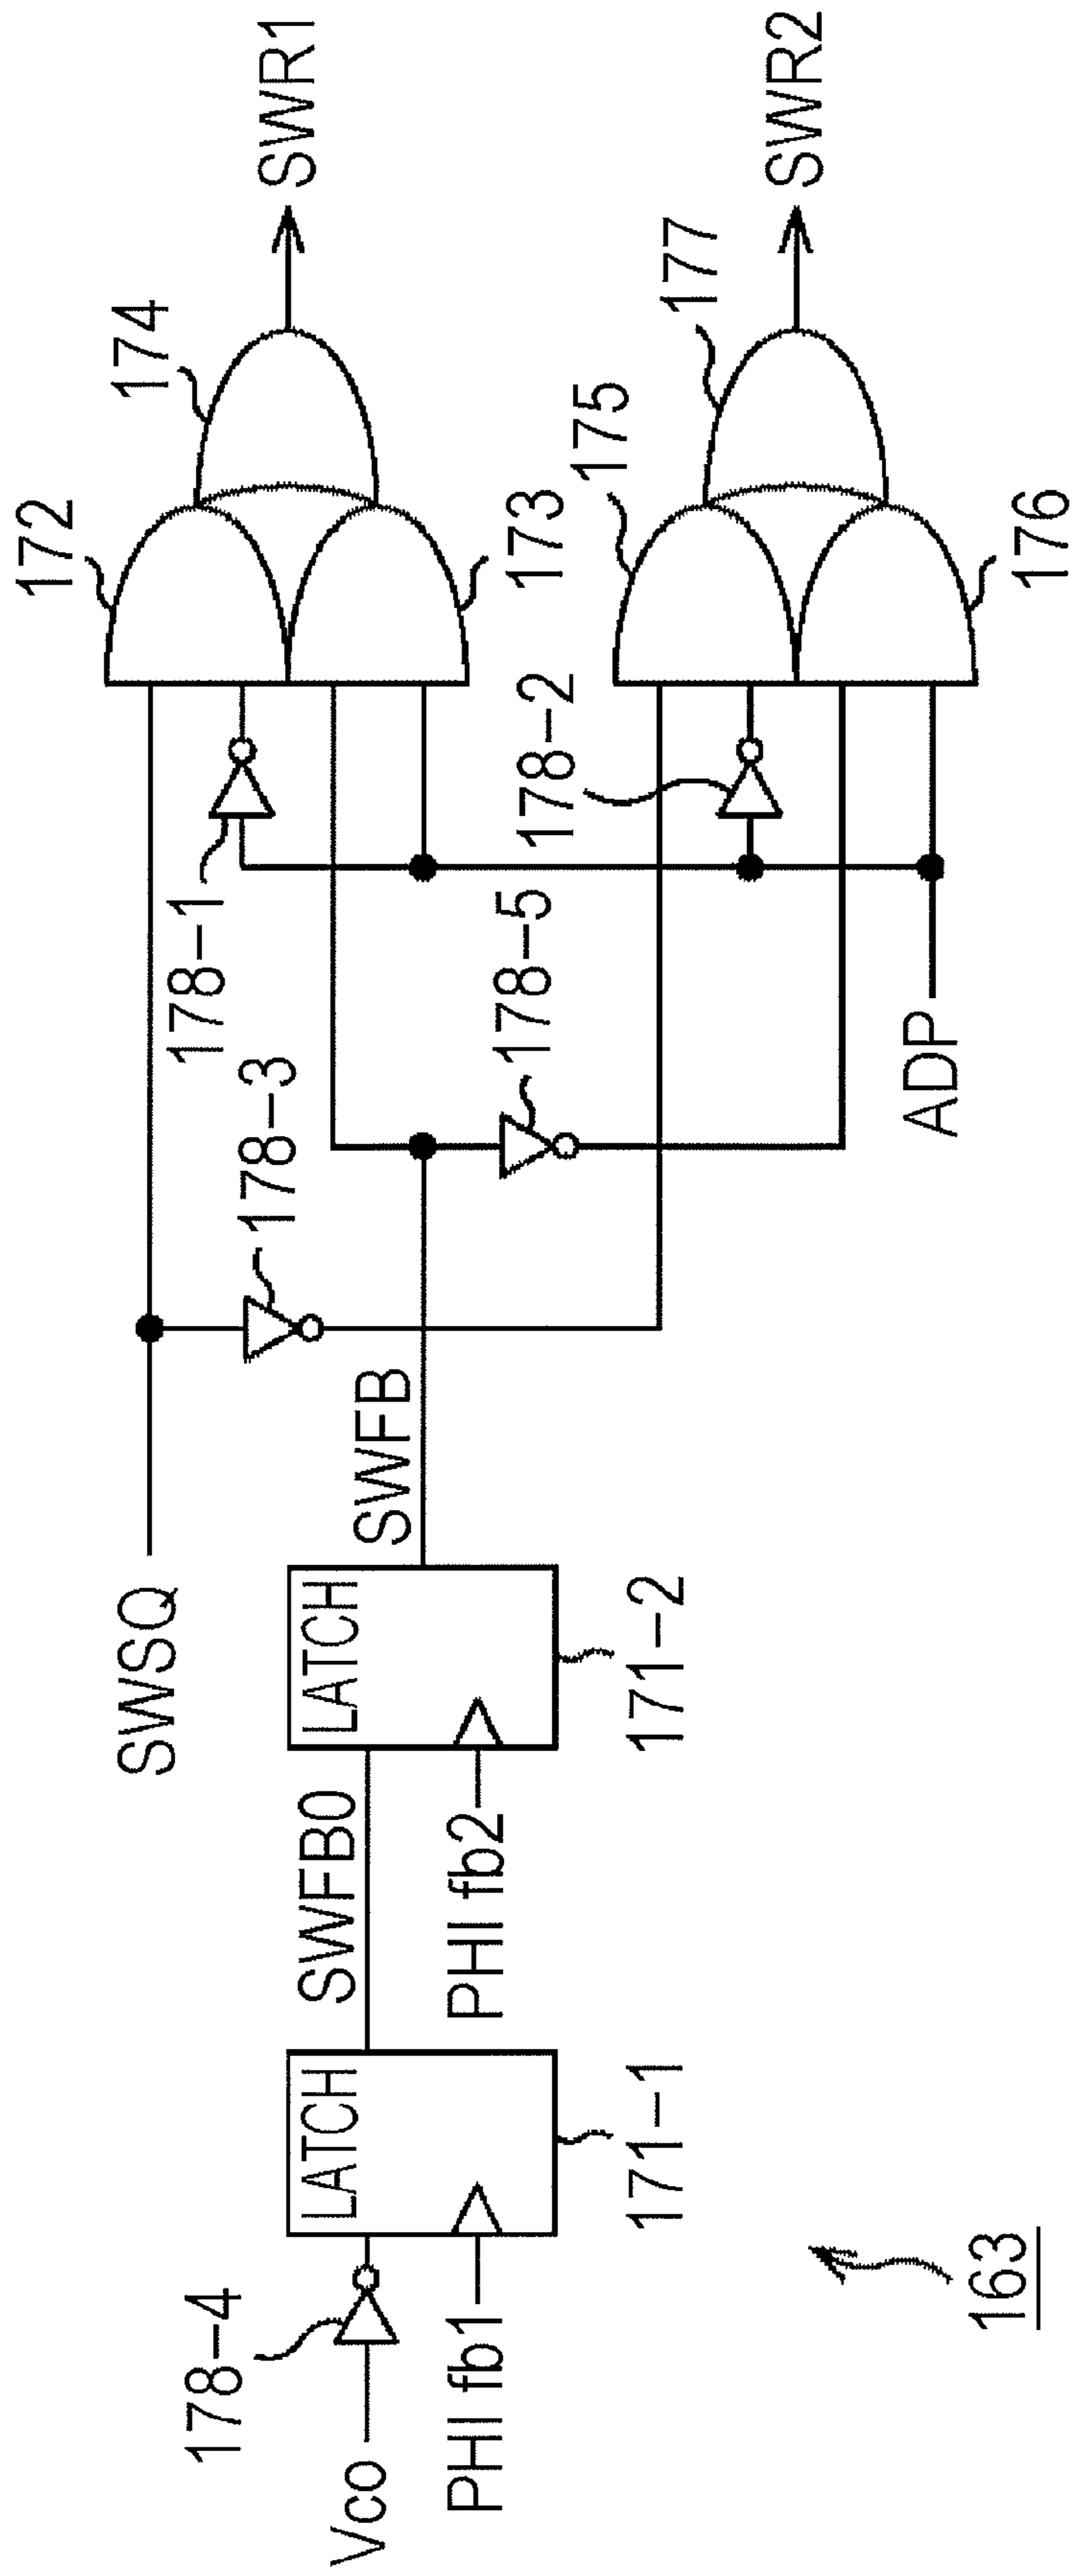 172
174
SWR1
178-1
178-3
SWSQ
173
178-5
175
177
SWR2
178-2
176
ADP
SWFB
LATCH
171-2
SWFB0
PHI fb2
LATCH
171-1
178-4
Vco
PHI fb1
163